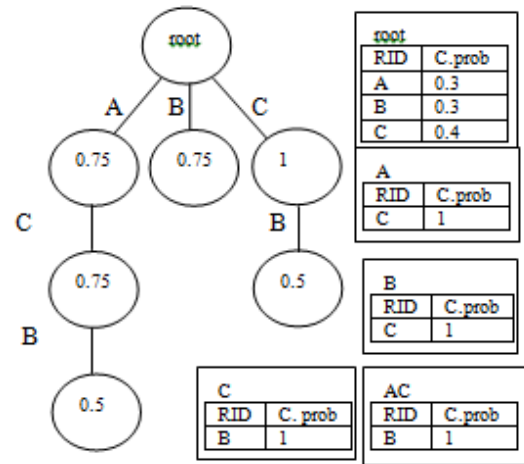 root
A
B
C
0.75
0.75
1
C
B
0.75
0.5
B
0.5
root
RID C.prob
A 0.3
B 0.3
C 0.4
A
RID C.prob
C 1
B
RID C.prob
C 1
C
RID C. prob
B 1
AC
RID C.prob
B 1